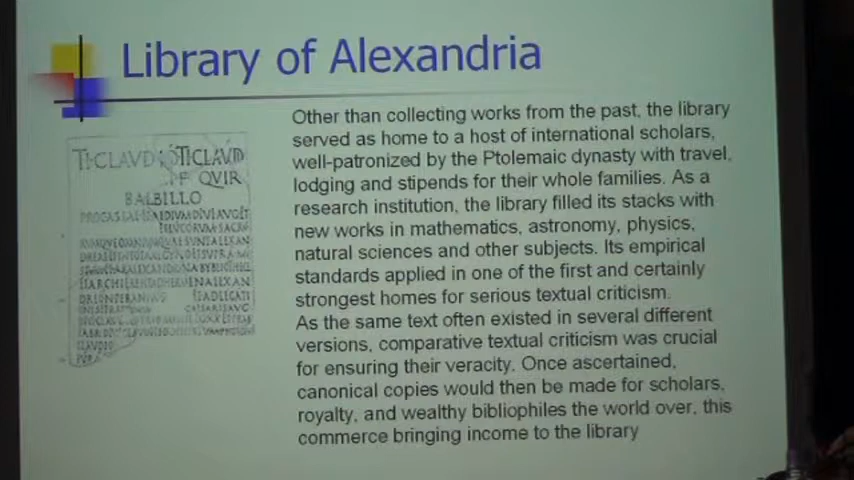 Library of Alexandria
Other than collecting works from the past, the library
served as home to a host of international scholars,
well-patronized by the Ptolemaic dynasty with travel,
lodging and stipends for their whole families. As a
research institution, the library filled its stacks with
new works in mathematics, astronomy, physics,
natural sciences and other subjects. Its empirical
standards applied in one of the first and certainly
strongest homes for serious textual criticism.
As the same text often existed in several different
versions, comparative textual criticism was crucial
for ensuring their veracity. Once ascertained,
canonical copies would then be made for scholars,
royalty, and wealthy bibliophiles the world over, this
commerce bringing income to the library
TI·CLAVD TI·CLAVD
F QVIR
BALBILLO